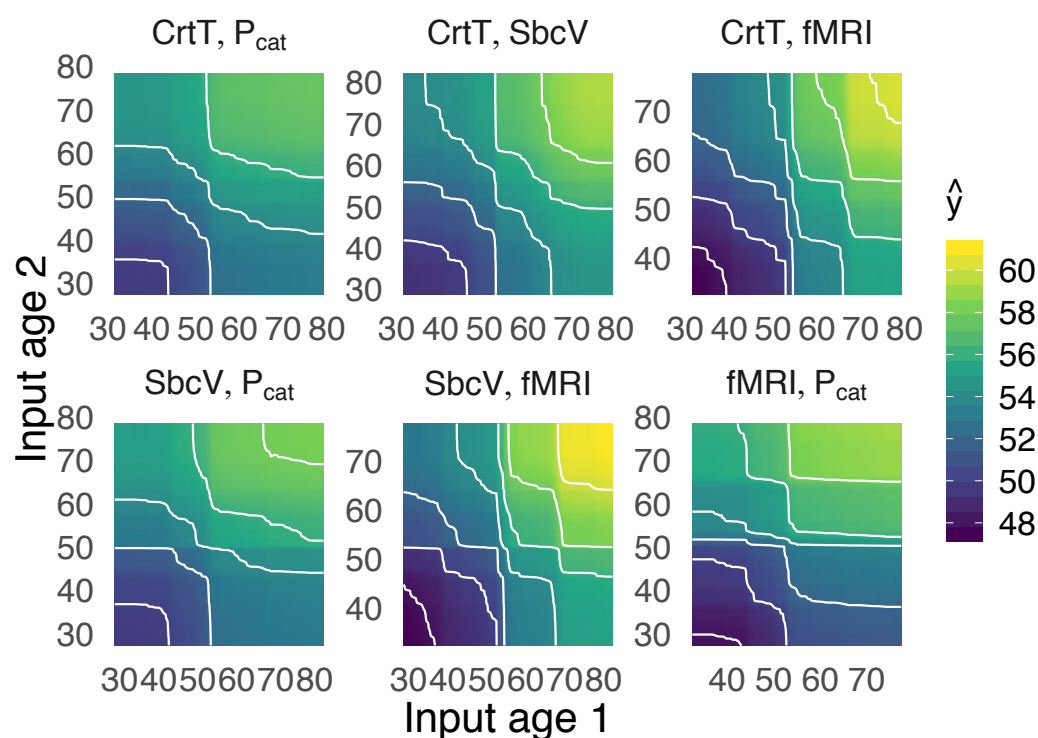 CrtT, P_cat
CrtT, SbcV
CrtT, fMRI
80
70
60
50
40
30
80
70
60
50
40
30
70
60
50
40
30 40 50 60 70 80
30 40 50 60 70 80
30 40 50 60 70 80
SbcV, P_cat
SbcV, fMRI
fMRI, P_cat
80
70
60
50
40
30
70
60
50
40
80
70
60
50
40
30
30 40 50 60 70 80
30 40 50 60 70 80
40 50 60 70
Input age 1
Input age 2
ŷ
60
58
56
54
52
50
48